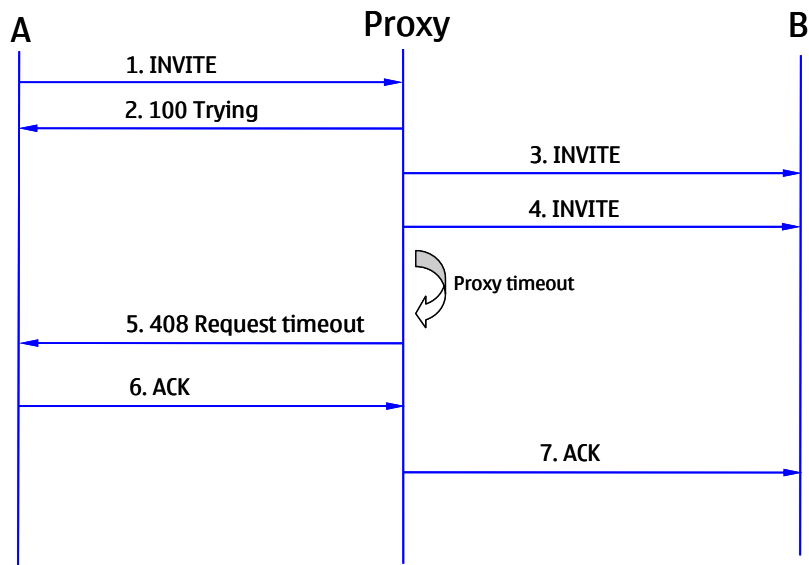 A
Proxy
B
1. INVITE
2. 100 Trying
3. INVITE
4. INVITE
Proxy timeout
5. 408 Request timeout
6. ACK
7. ACK